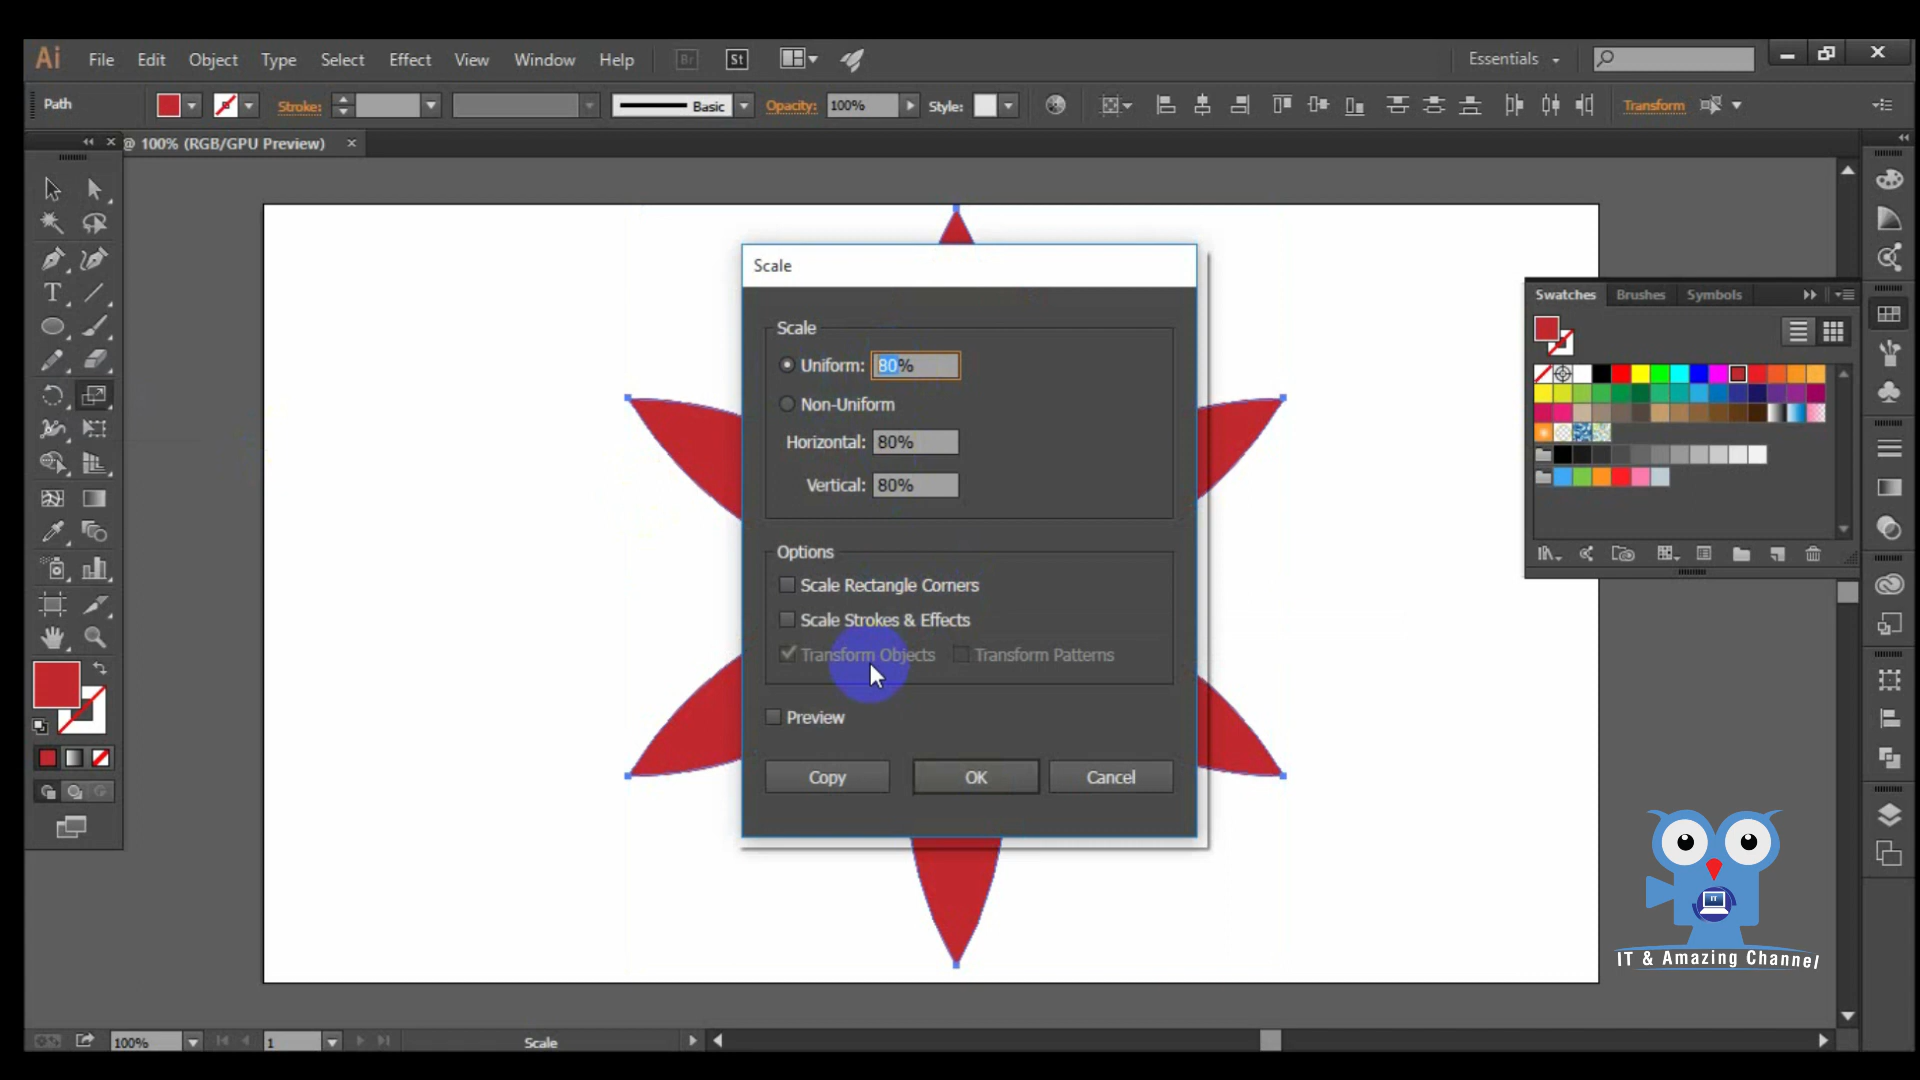 Ai File Edit Object Type Select Effect View Window Help Br St Essentials
Path Stroke: Basic Opacity: 100% Style: Transform
@ 100% (RGB/GPU Preview)
Scale
Scale
Uniform: 80%
Non-Uniform
Horizontal: 80%
Vertical: 80%
Options
Scale Rectangle Corners
Scale Strokes & Effects
Transform Objects Transform Patterns
Preview
Copy OK Cancel
Swatches Brushes Symbols
T
IT
IT & Amazing Channel
100% 1 Scale